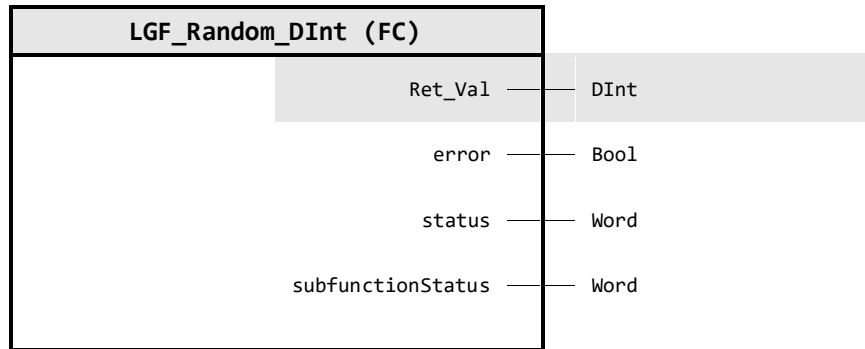 LGF_Random_DInt (FC)
Ret_Val DInt
error Bool
status Word
subfunctionStatus Word